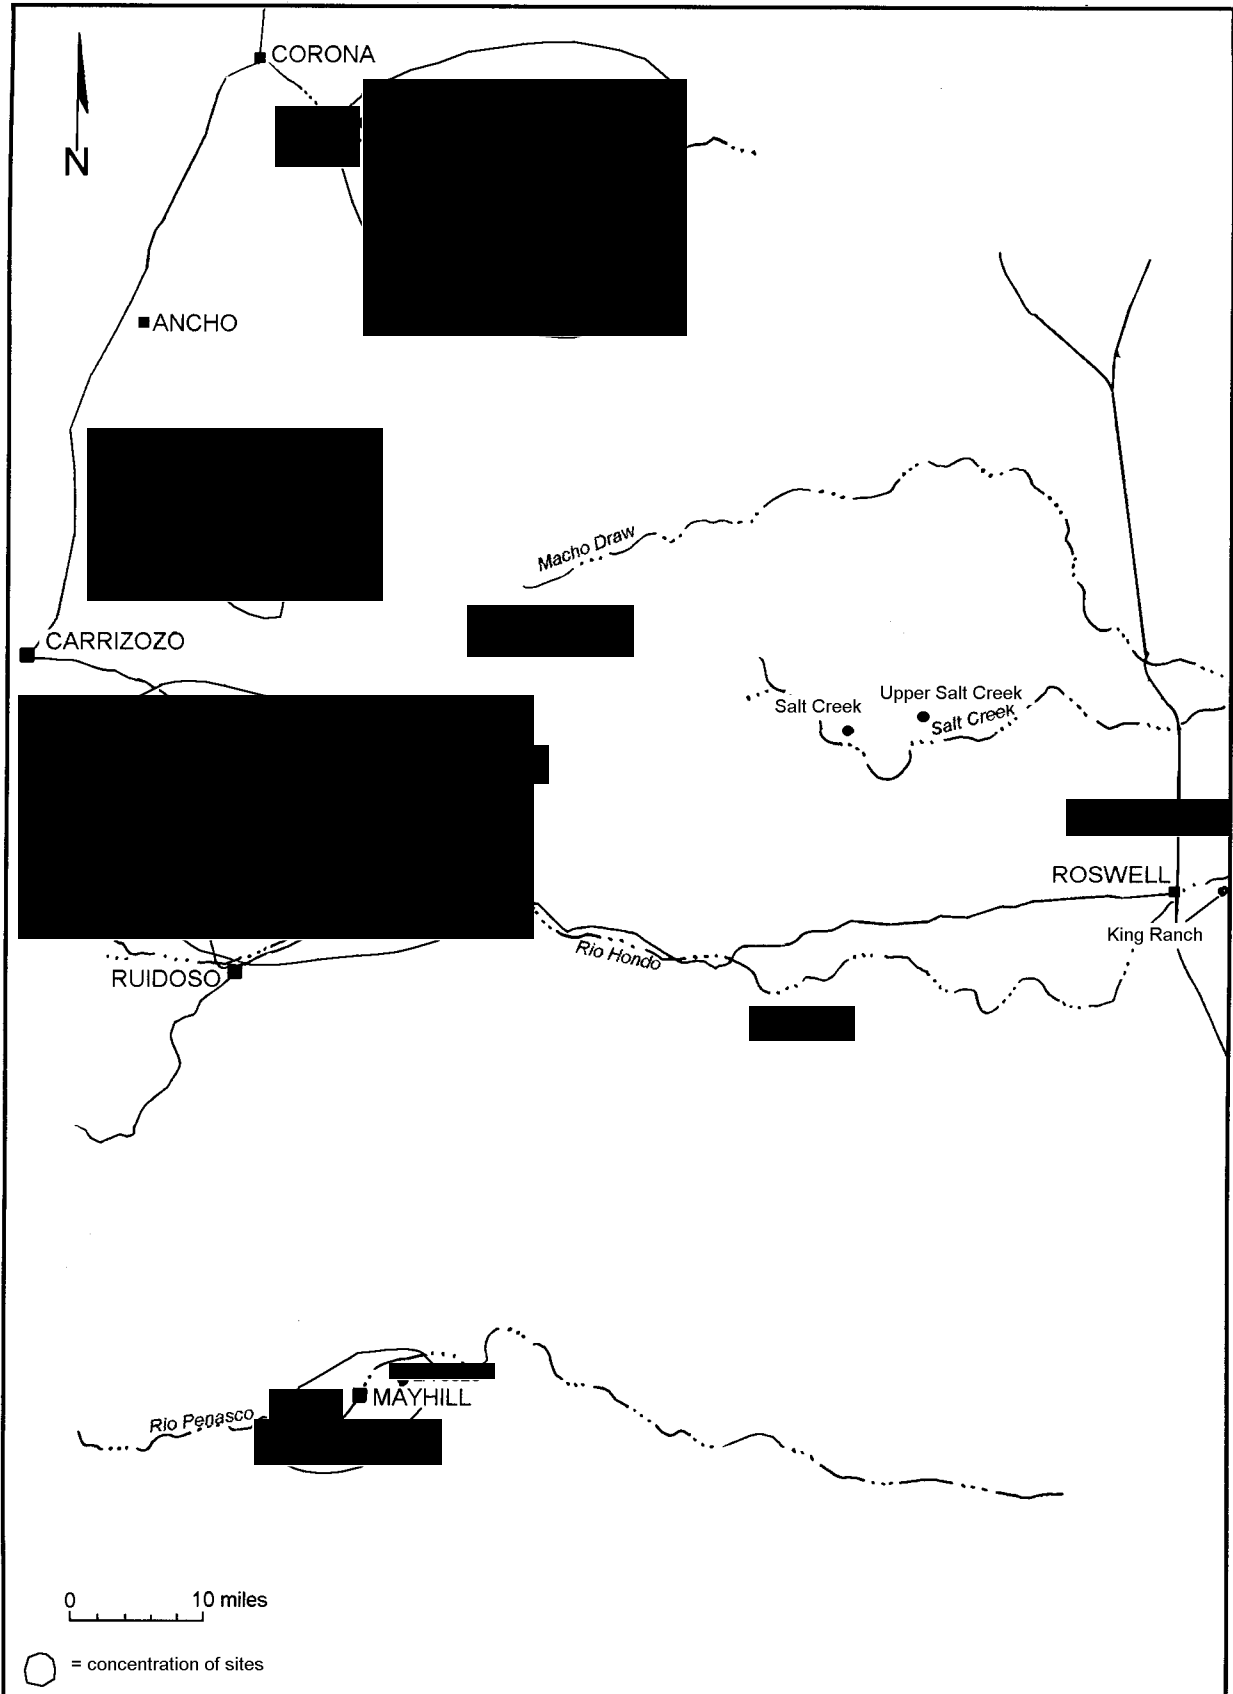 CORONA
N
ANCHO
Macho Draw
CARRIZOZO
Upper Salt Creek
Salt Creek
Salt Creek
ROSWELL
King Ranch
Rio Hondo
RUIDOSO
MAYHILL
Rio Penasco
0 10 miles
= concentration of sites